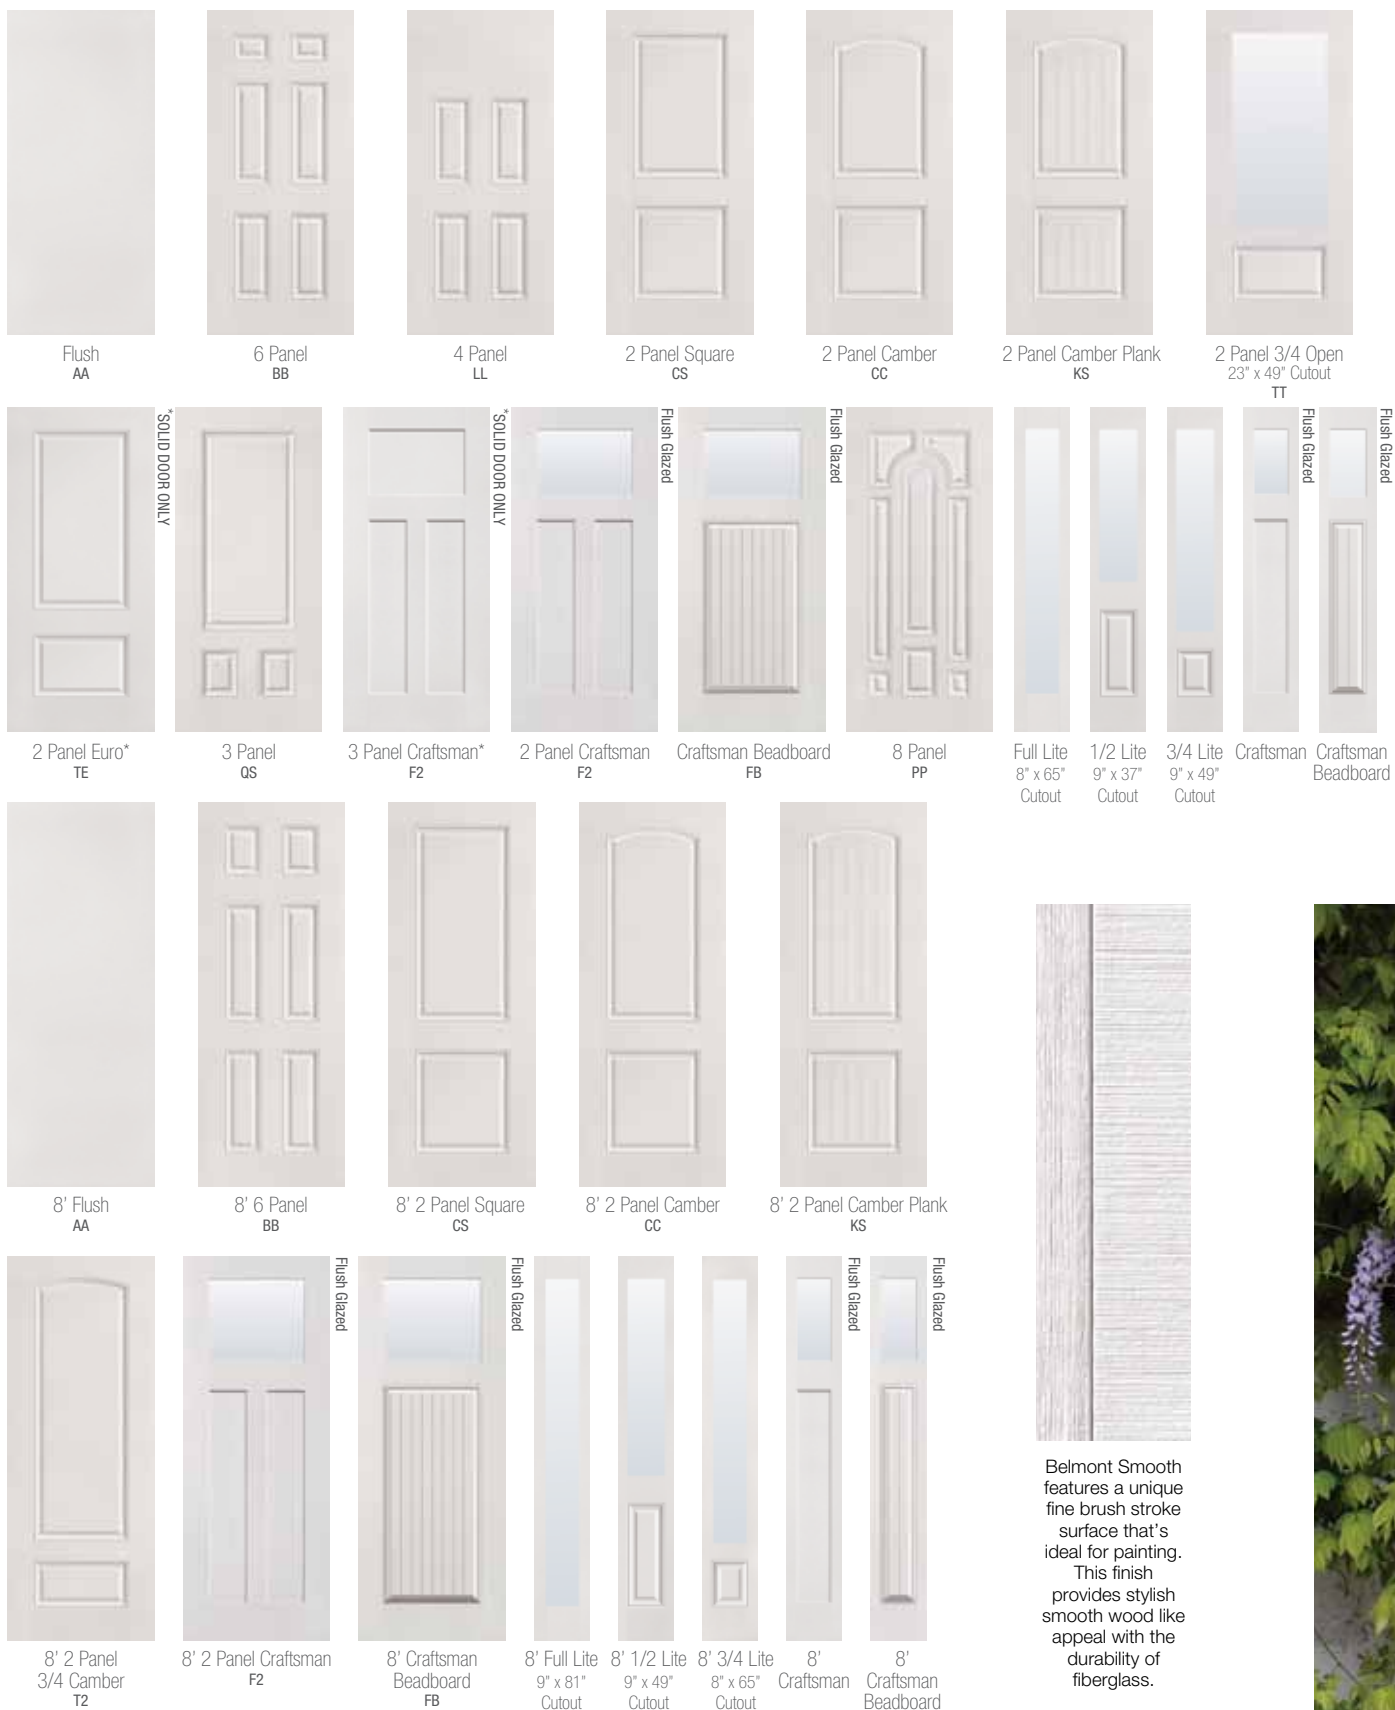 Flush
AA
6 Panel
BB
4 Panel
LL
2 Panel Square
CS
2 Panel Camber
CC
2 Panel Camber Plank
KS
2 Panel 3/4 Open
23" x 49" Cutout
TT
*SOLID DOOR ONLY
*SOLID DOOR ONLY
Flush Glazed
Flush Glazed
Flush Glazed
Flush Glazed
2 Panel Euro*
TE
3 Panel
QS
3 Panel Craftsman*
F2
2 Panel Craftsman
F2
Craftsman Beadboard
FB
8 Panel
PP
Full Lite
8" x 65"
Cutout
1/2 Lite
9" x 37"
Cutout
3/4 Lite
9" x 49"
Cutout
Craftsman
Craftsman
Beadboard
8' Flush
AA
8' 6 Panel
BB
8' 2 Panel Square
CS
8' 2 Panel Camber
CC
8' 2 Panel Camber Plank
KS
Flush Glazed
Flush Glazed
Flush Glazed
Flush Glazed
8' 2 Panel
3/4 Camber
T2
8' 2 Panel Craftsman
F2
8' Craftsman
Beadboard
FB
8' Full Lite
9" x 81"
Cutout
8' 1/2 Lite
9" x 49"
Cutout
8' 3/4 Lite
8" x 65"
Cutout
8'
Craftsman
8'
Craftsman
Beadboard
Belmont Smooth
features a unique
fine brush stroke
surface that's
ideal for painting.
This finish
provides stylish
smooth wood like
appeal with the
durability of
fiberglass.